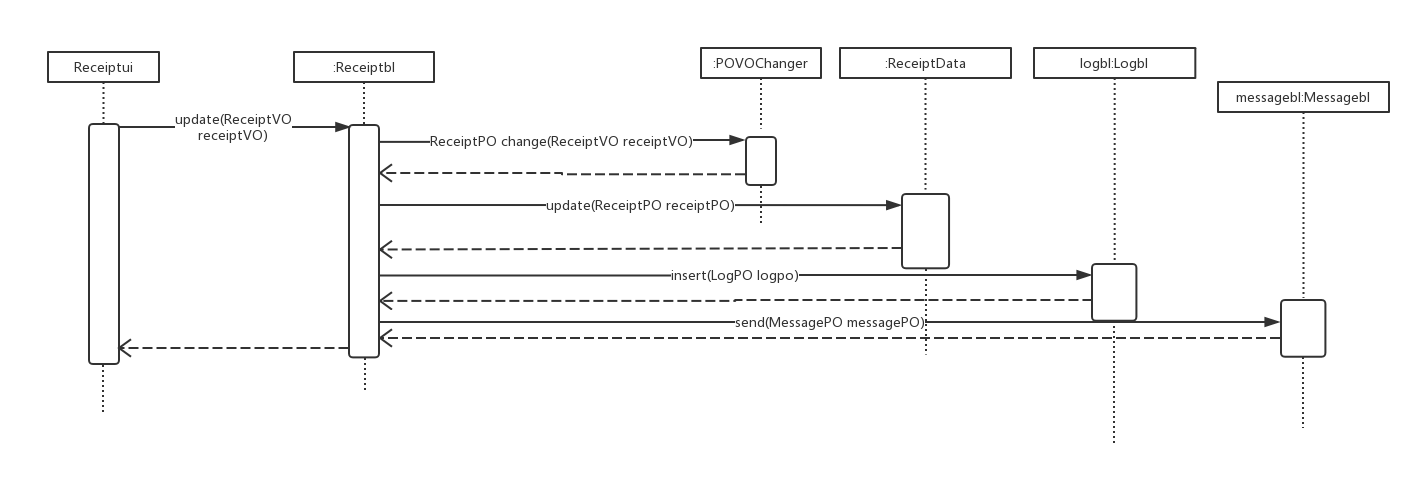 Receiptui
:Receiptbl
:POVOChanger
:ReceiptData
logbl:Logbl
messagebl:Messagebl
update(ReceiptVO
receiptVO)
ReceiptPO change(ReceiptVO receiptVO)
update(ReceiptPO receiptPO)
insert(LogPO logpo)
send(MessagePO messagePO)